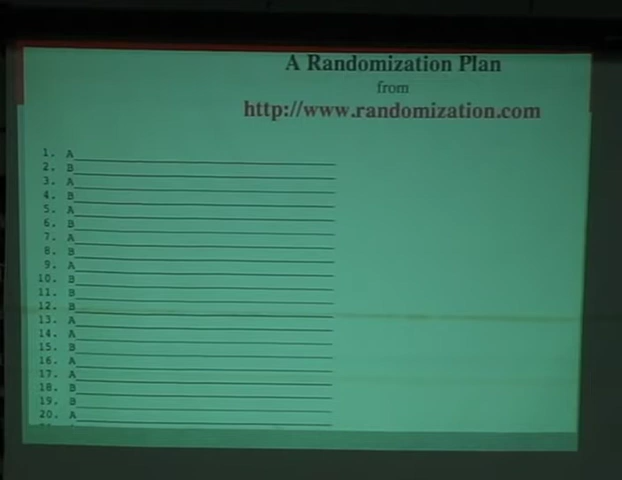 A Randomization Plan
from
http://www.randomization.com
1. A
2. B
3. A
4. B
5. A
6. B
7. A
8. B
9. A
10. B
11. B
12. B
13. A
14. A
15. B
16. A
17. A
18. B
19. B
20. A